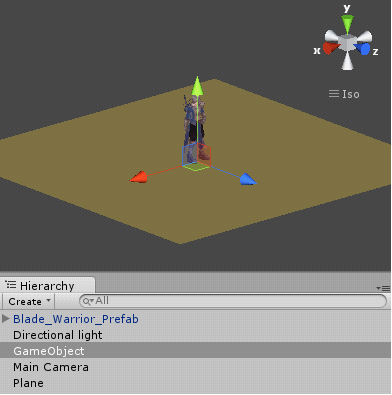 y
x
z
Iso
Hierarchy
Create All
Blade_Warrior_Prefab
Directional light
GameObject
Main Camera
Plane